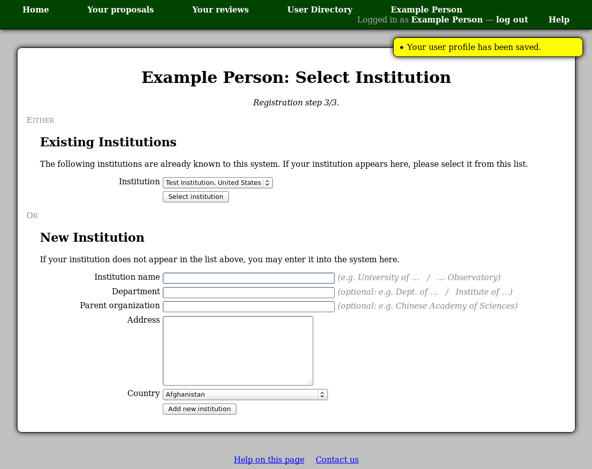 Home Your proposals Your reviews User Directory Example Person
Logged in as Example Person — log out Help
• Your user profile has been saved.
Example Person: Select Institution
Registration step 3/3.
EITHER
Existing Institutions
The following institutions are already known to this system. If your institution appears here, please select it from this list.
Institution Test Institution, United States
Select institution
OR
New Institution
If your institution does not appear in the list above, you may enter it into the system here.
Institution name (e.g. University of ... / ... Observatory)
Department (optional: e.g. Dept. of ... / Institute of ...)
Parent organization (optional: e.g. Chinese Academy of Sciences)
Address
Country Afghanistan
Add new institution
Help on this page Contact us